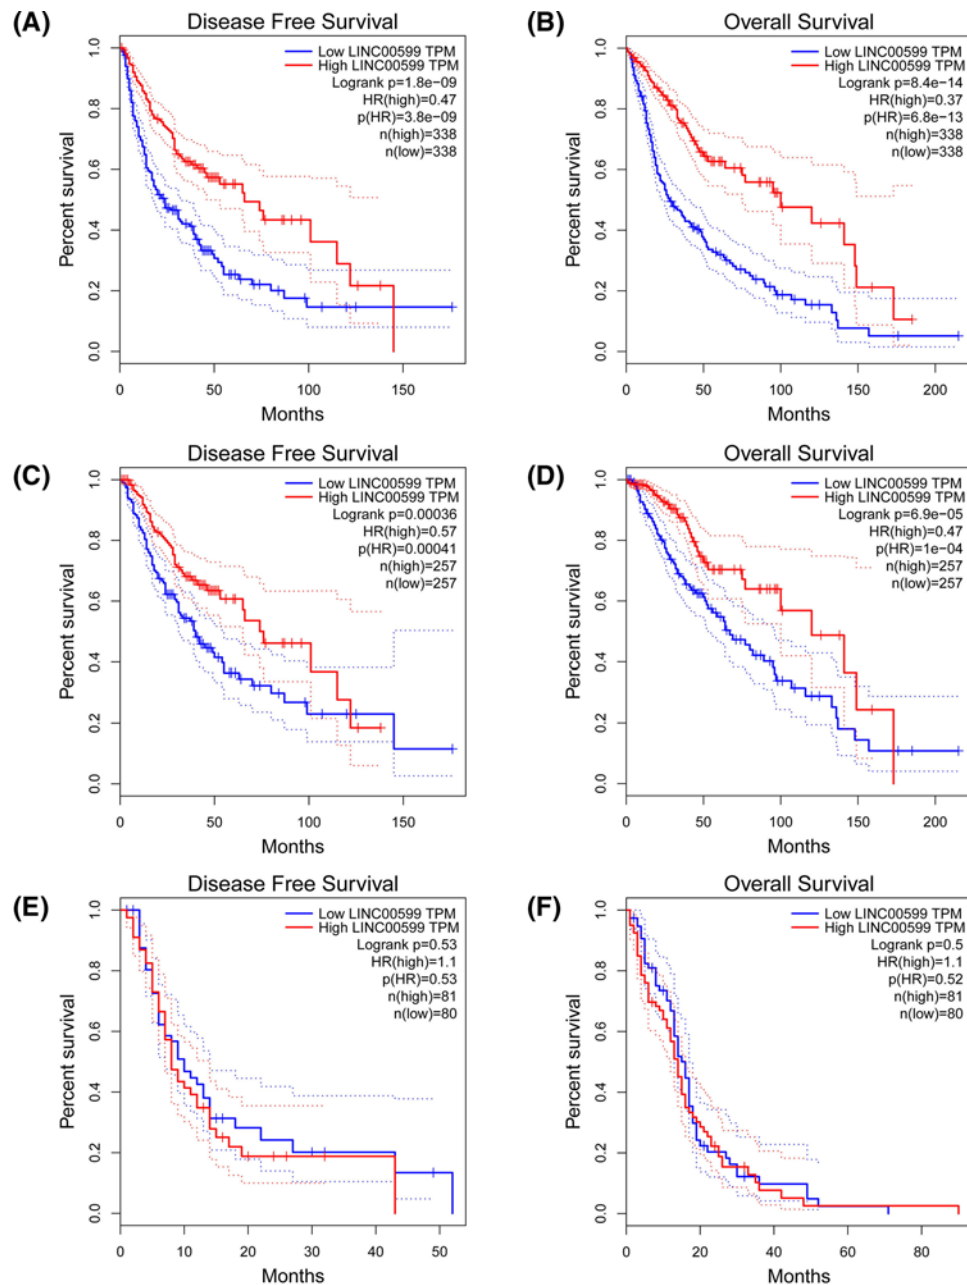 (A)
Disease Free Survival
Low LINC00599 TPM
High LINC00599 TPM
Logrank p=1.8e−09
HR(high)=0.47
p(HR)=3.8e−09
n(high)=338
n(low)=338
Percent survival
0.0 0.2 0.4 0.6 0.8 1.0
0 50 100 150
Months
(B)
Overall Survival
Low LINC00599 TPM
High LINC00599 TPM
Logrank p=8.4e−14
HR(high)=0.37
p(HR)=6.8e−13
n(high)=338
n(low)=338
Percent survival
0.0 0.2 0.4 0.6 0.8 1.0
0 50 100 150 200
Months
(C)
Disease Free Survival
Low LINC00599 TPM
High LINC00599 TPM
Logrank p=0.00036
HR(high)=0.57
p(HR)=0.00041
n(high)=257
n(low)=257
Percent survival
0.0 0.2 0.4 0.6 0.8 1.0
0 50 100 150
Months
(D)
Overall Survival
Low LINC00599 TPM
High LINC00599 TPM
Logrank p=6.9e−05
HR(high)=0.47
p(HR)=1e−04
n(high)=257
n(low)=257
Percent survival
0.0 0.2 0.4 0.6 0.8 1.0
0 50 100 150 200
Months
(E)
Disease Free Survival
Low LINC00599 TPM
High LINC00599 TPM
Logrank p=0.53
HR(high)=1.1
p(HR)=0.53
n(high)=81
n(low)=80
Percent survival
0.0 0.2 0.4 0.6 0.8 1.0
0 10 20 30 40 50
Months
(F)
Overall Survival
Low LINC00599 TPM
High LINC00599 TPM
Logrank p=0.5
HR(high)=1.1
p(HR)=0.52
n(high)=81
n(low)=80
Percent survival
0.0 0.2 0.4 0.6 0.8 1.0
0 20 40 60 80
Months